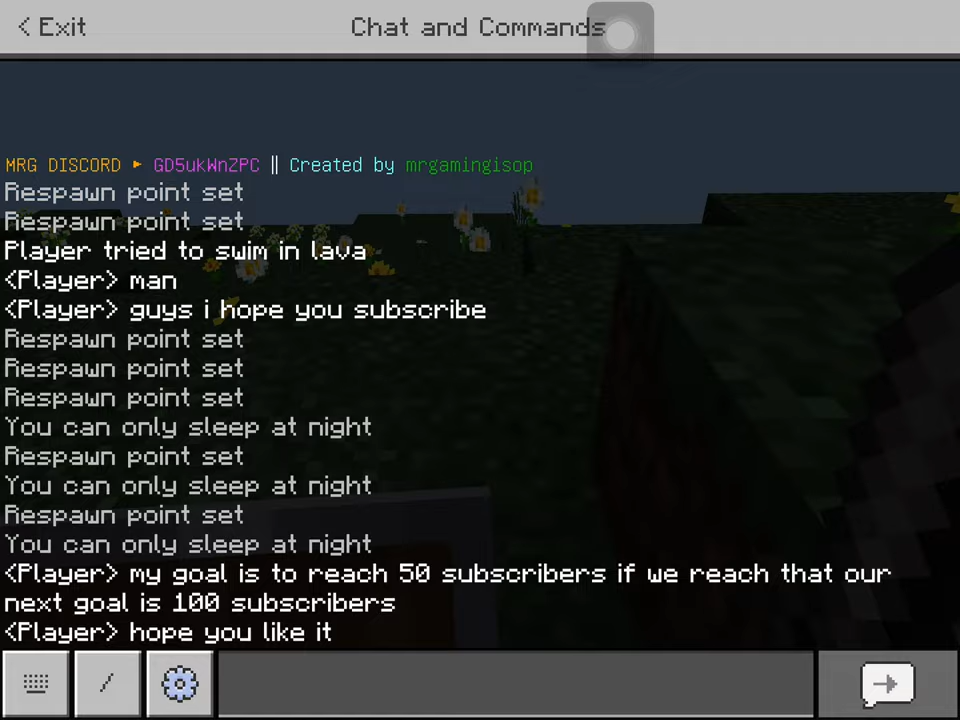 < Exit
Chat and Commands
MRG DISCORD ► GD5ukWnZPC || Created by mrgamingisop
Respawn point set
Respawn point set
Player tried to swim in lava
<Player> man
<Player> guys i hope you subscribe
Respawn point set
Respawn point set
Respawn point set
You can only sleep at night
Respawn point set
You can only sleep at night
Respawn point set
You can only sleep at night
<Player> my goal is to reach 50 subscribers if we reach that our
next goal is 100 subscribers
<Player> hope you like it
/